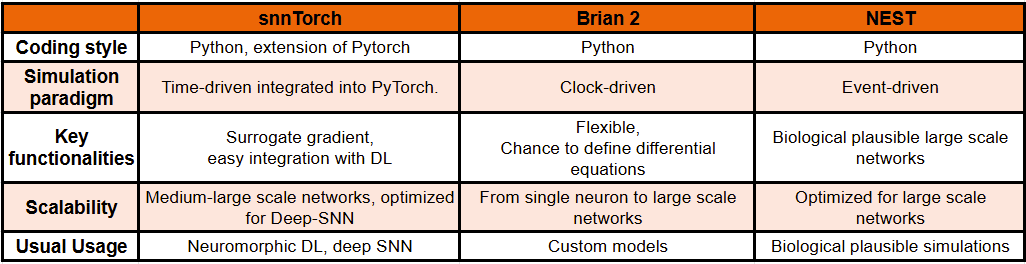 snnTorch Brian 2 NEST
Coding style Python, extension of Pytorch Python Python
Simulation paradigm Time-driven integrated into PyTorch. Clock-driven Event-driven
Key functionalities Surrogate gradient, easy integration with DL Flexible, Chance to define differential equations Biological plausible large scale networks
Scalability Medium-large scale networks, optimized for Deep-SNN From single neuron to large scale networks Optimized for large scale networks
Usual Usage Neuromorphic DL, deep SNN Custom models Biological plausible simulations